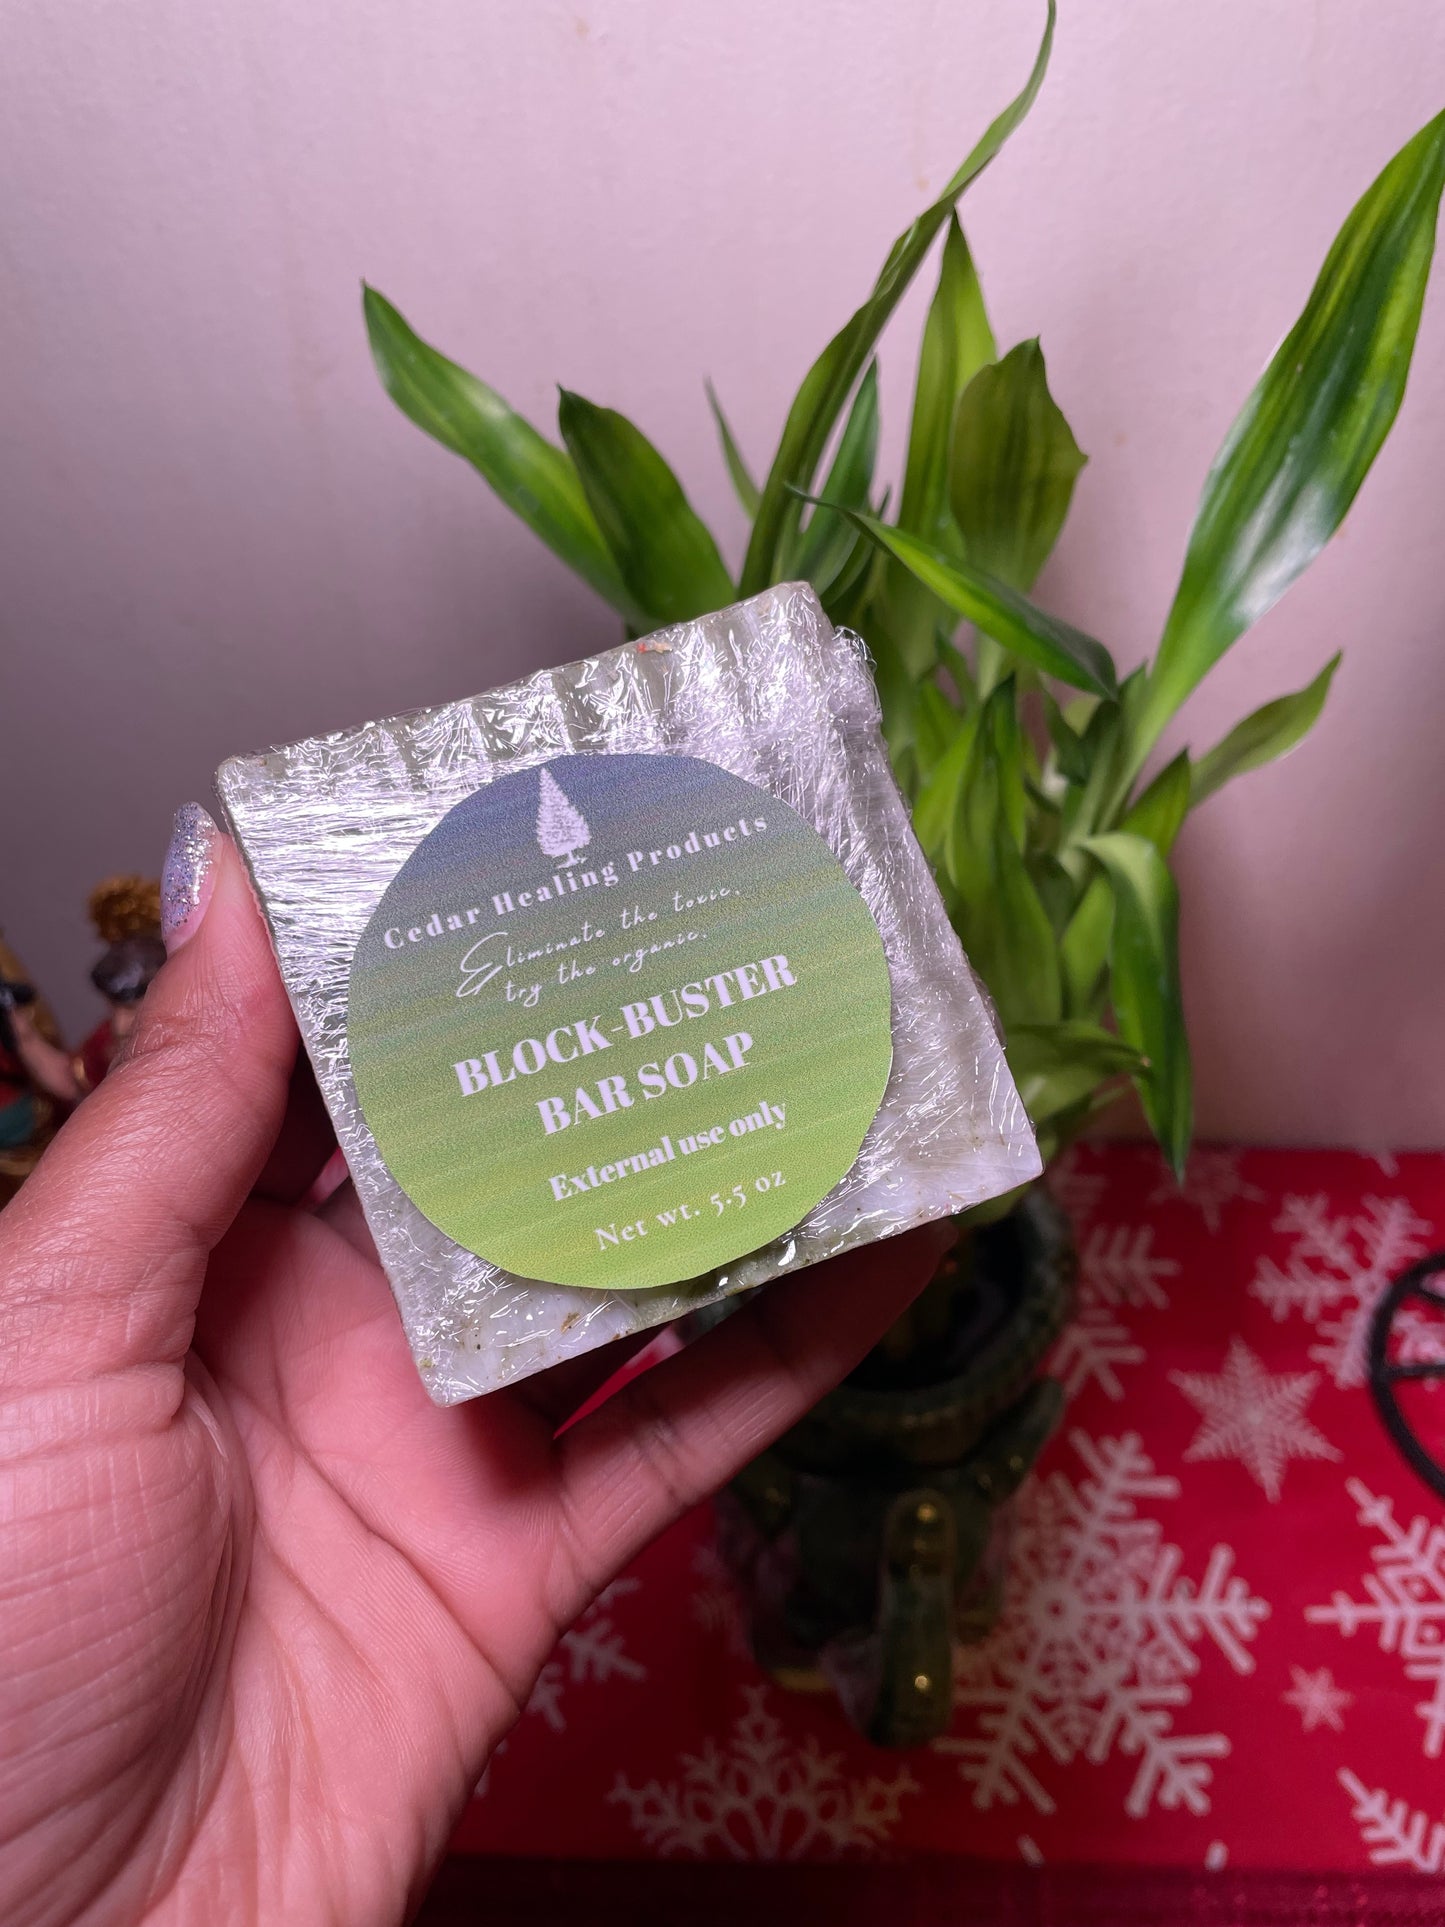 Cedar Healing Products
Eliminate the toxic,
try the organic.
BLOCK-BUSTER
BAR SOAP
External use only
Net wt. 5.5 oz